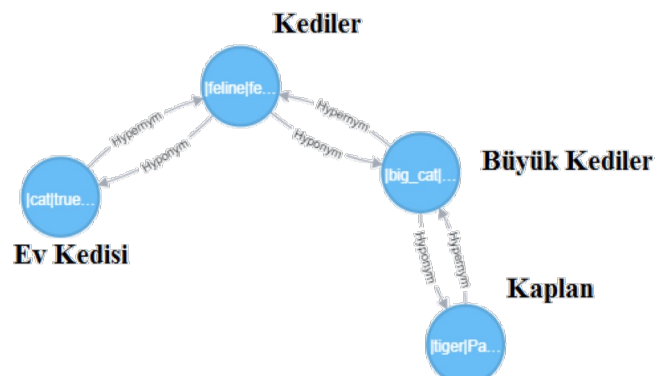 Kediler
|feline|fe...
Hypernym
Hyponym
Hypernym
Hyponym
|cat|true...
|big_cat|...
Büyük Kediler
Ev Kedisi
Hyponym
Hypernym
Kaplan
|tiger|Pa...